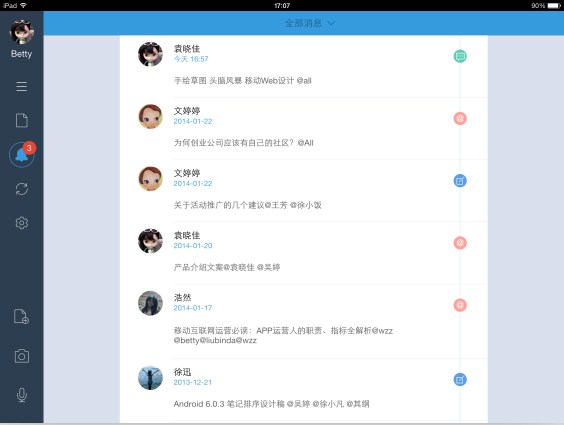 iPad
17:07
90%
Betty
3
全部消息
袁晓佳
今天 16:57
手绘草图 头脑风暴 移动Web设计 @all
文婷婷
2014-01-22
为何创业公司应该有自己的社区？@All
文婷婷
2014-01-22
关于活动推广的几个建议@王芳 @徐小饭
袁晓佳
2014-01-20
产品介绍文案@袁晓佳 @吴婷
浩然
2014-01-17
移动互联网运营必读：APP运营人的职责、指标全解析@wzz
@betty@liubinda@wzz
徐迅
2013-12-21
Android 6.0.3 笔记排序设计稿 @吴婷 @徐小凡 @其纲